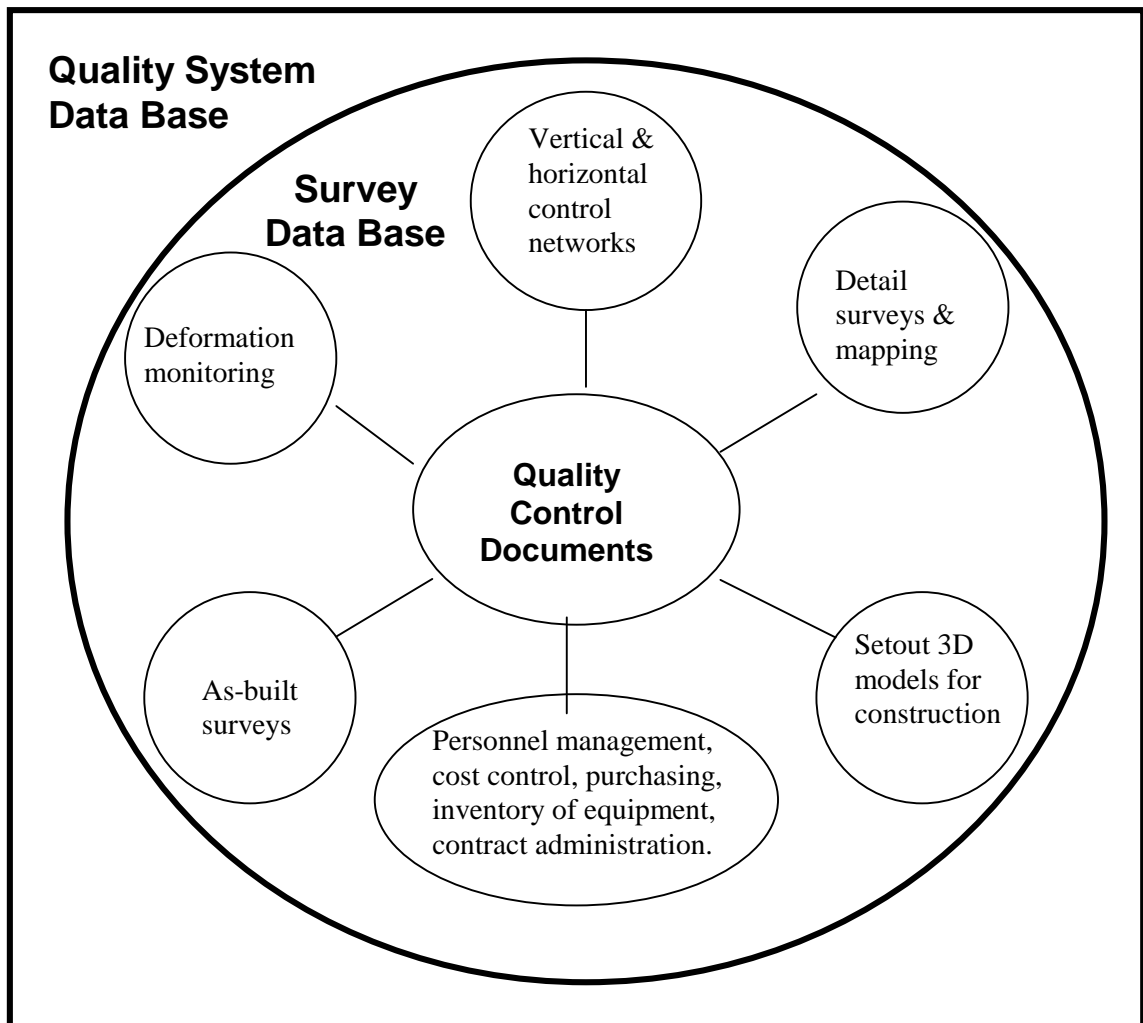 Quality System
Data Base
Survey
Data Base
Vertical &
horizontal
control
networks
Detail
surveys &
mapping
Deformation
monitoring
Quality
Control
Documents
As-built
surveys
Setout 3D
models for
construction
Personnel management,
cost control, purchasing,
inventory of equipment,
contract administration.